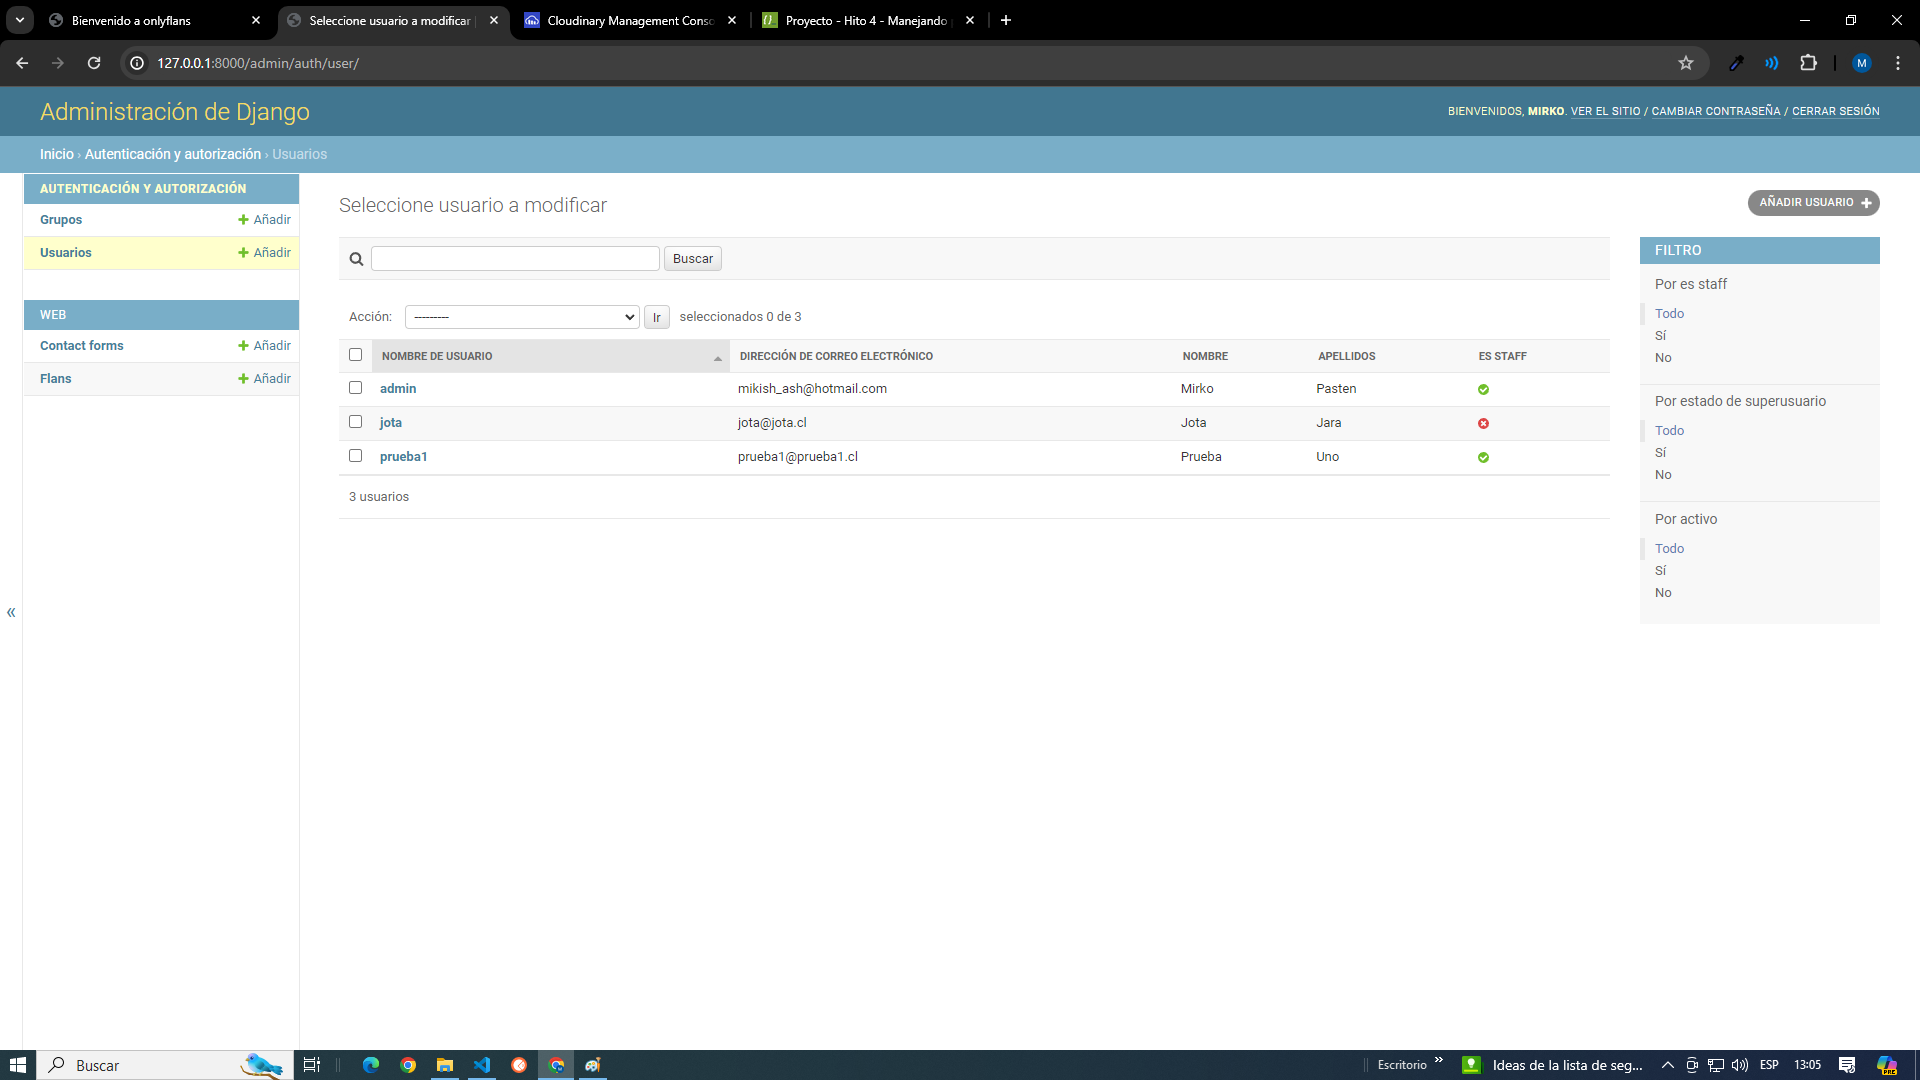 Bienvenido a onlyflans
Seleccione usuario a modificar
Cloudinary Management Conso
Proyecto - Hito 4 - Manejando
127.0.0.1:8000/admin/auth/user/
M
Administración de Django
BIENVENIDOS, MIRKO. VER EL SITIO / CAMBIAR CONTRASEÑA / CERRAR SESIÓN
Inicio › Autenticación y autorización › Usuarios
AUTENTICACIÓN Y AUTORIZACIÓN
Grupos + Añadir
Usuarios + Añadir
WEB
Contact forms + Añadir
Flans + Añadir
«
Seleccione usuario a modificar
AÑADIR USUARIO +
Buscar
Acción: --------- Ir seleccionados 0 de 3
NOMBRE DE USUARIO DIRECCIÓN DE CORREO ELECTRÓNICO NOMBRE APELLIDOS ES STAFF
admin mikish_ash@hotmail.com Mirko Pasten
jota jota@jota.cl Jota Jara
prueba1 prueba1@prueba1.cl Prueba Uno
3 usuarios
FILTRO
Por es staff
Todo
Sí
No
Por estado de superusuario
Todo
Sí
No
Por activo
Todo
Sí
No
Buscar
Escritorio »
Ideas de la lista de seg...
ESP
13:05
PRE